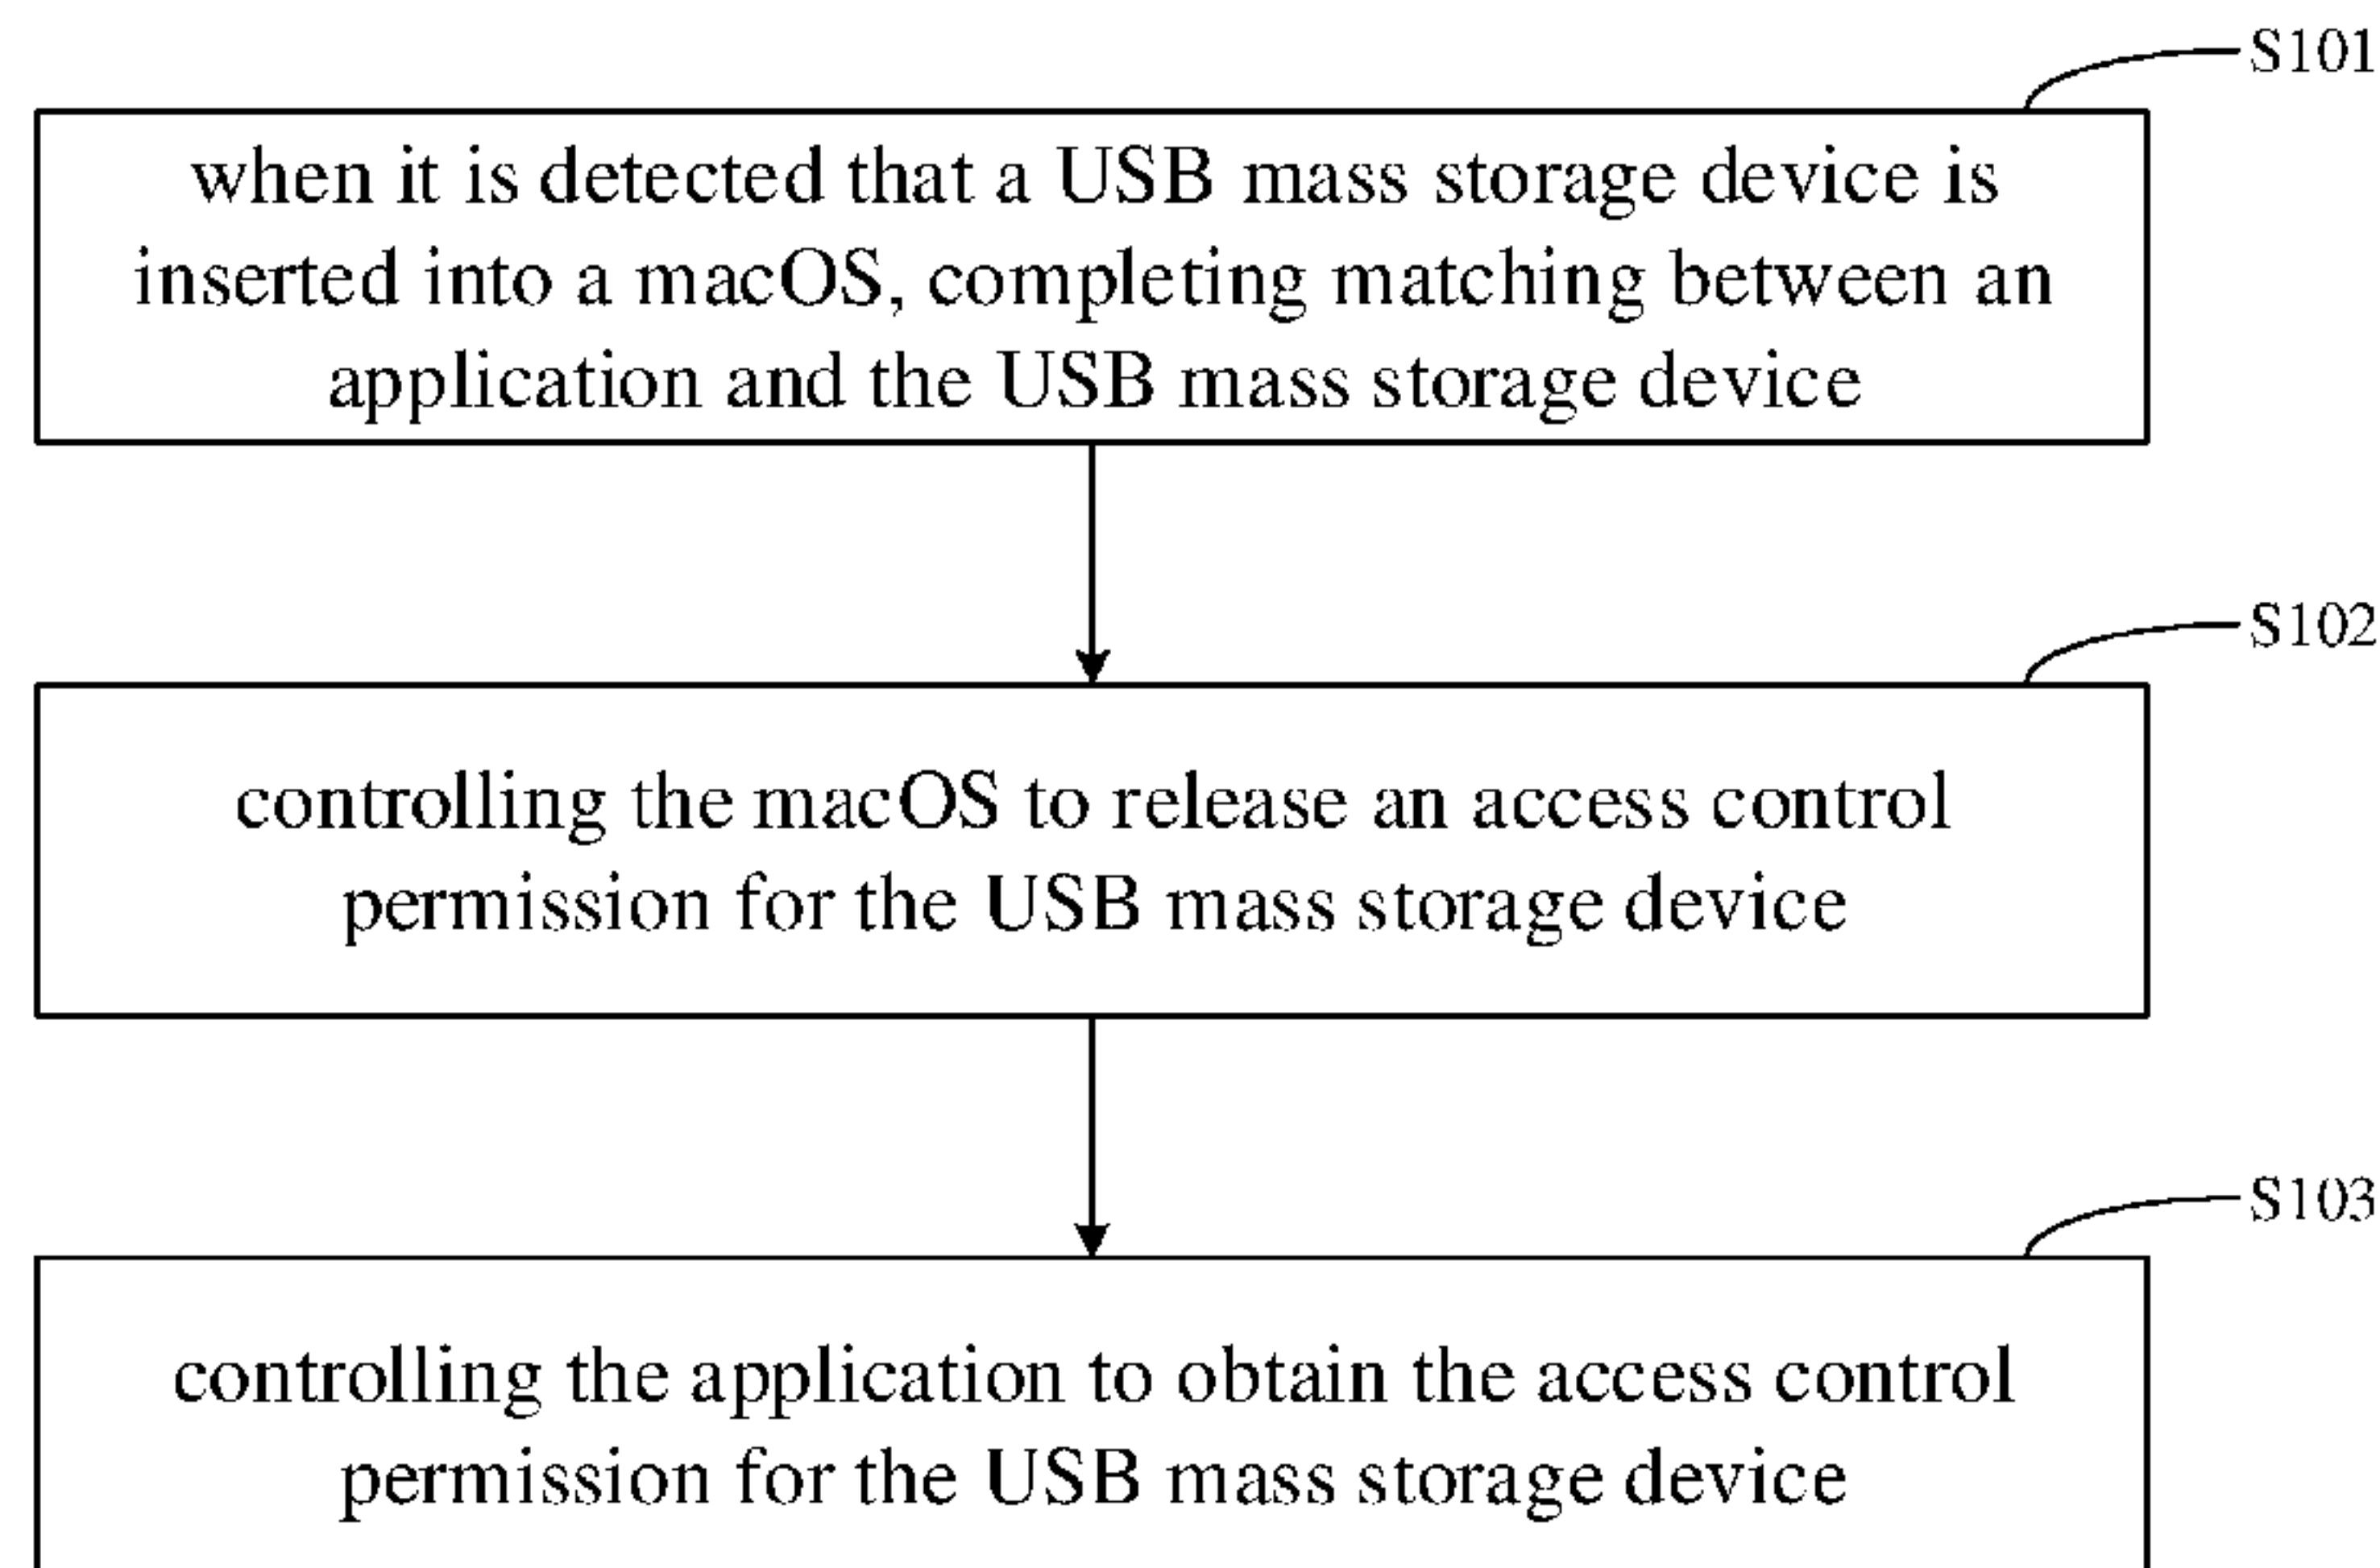 S101
when it is detected that a USB mass storage device is
inserted into a macOS, completing matching between an
application and the USB mass storage device
S102
controlling the macOS to release an access control
permission for the USB mass storage device
S103
controlling the application to obtain the access control
permission for the USB mass storage device